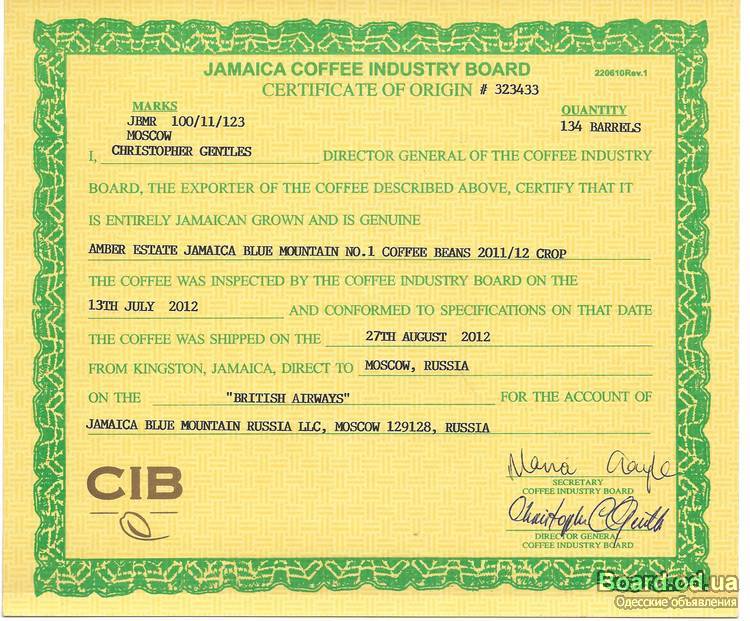 JAMAICA COFFEE INDUSTRY BOARD 220610Rev.1
CERTIFICATE OF ORIGIN # 323433
MARKS
JBMR 100/11/123
MOSCOW
QUANTITY
134 BARRELS
I, CHRISTOPHER GENTLES DIRECTOR GENERAL OF THE COFFEE INDUSTRY
BOARD, THE EXPORTER OF THE COFFEE DESCRIBED ABOVE, CERTIFY THAT IT
IS ENTIRELY JAMAICAN GROWN AND IS GENUINE
AMBER ESTATE JAMAICA BLUE MOUNTAIN NO.1 COFFEE BEANS 2011/12 CROP
THE COFFEE WAS INSPECTED BY THE COFFEE INDUSTRY BOARD ON THE
13TH JULY 2012 AND CONFORMED TO SPECIFICATIONS ON THAT DATE
THE COFFEE WAS SHIPPED ON THE 27TH AUGUST 2012
FROM KINGSTON, JAMAICA, DIRECT TO MOSCOW, RUSSIA
ON THE "BRITISH AIRWAYS" FOR THE ACCOUNT OF
JAMAICA BLUE MOUNTAIN RUSSIA LLC, MOSCOW 129128, RUSSIA
CIB
SECRETARY
COFFEE INDUSTRY BOARD
DIRECTOR GENERAL
COFFEE INDUSTRY BOARD
Board.od.ua
Одесские объявления